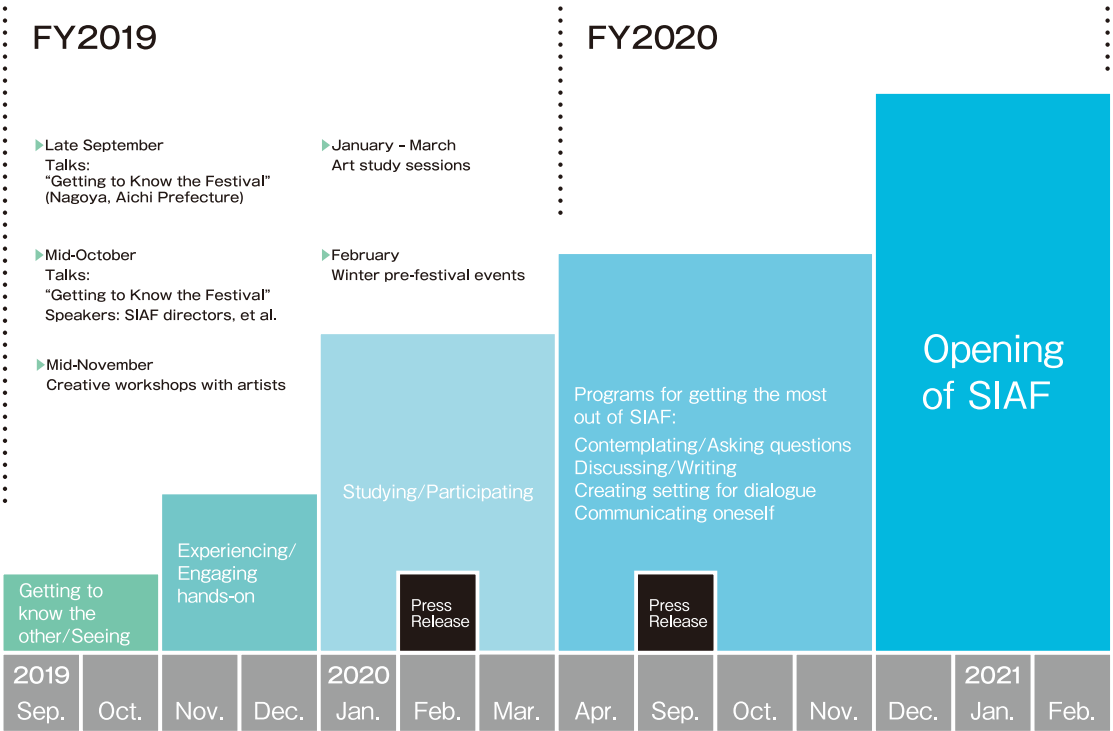 FY2019
FY2020
Late September
Talks:
“Getting to Know the Festival”
(Nagoya, Aichi Prefecture)
January – March
Art study sessions
Mid-October
Talks:
“Getting to Know the Festival”
Speakers: SIAF directors, et al.
February
Winter pre-festival events
Mid-November
Creative workshops with artists
Getting to
know the
other/Seeing
Experiencing/
Engaging
hands-on
Studying/Participating
Press
Release
Programs for getting the most
out of SIAF:
Contemplating/Asking questions
Discussing/Writing
Creating setting for dialogue
Communicating oneself
Press
Release
Opening
of SIAF
2019
2020
2021
Sep. Oct. Nov. Dec. Jan. Feb. Mar. Apr. Sep. Oct. Nov. Dec. Jan. Feb.